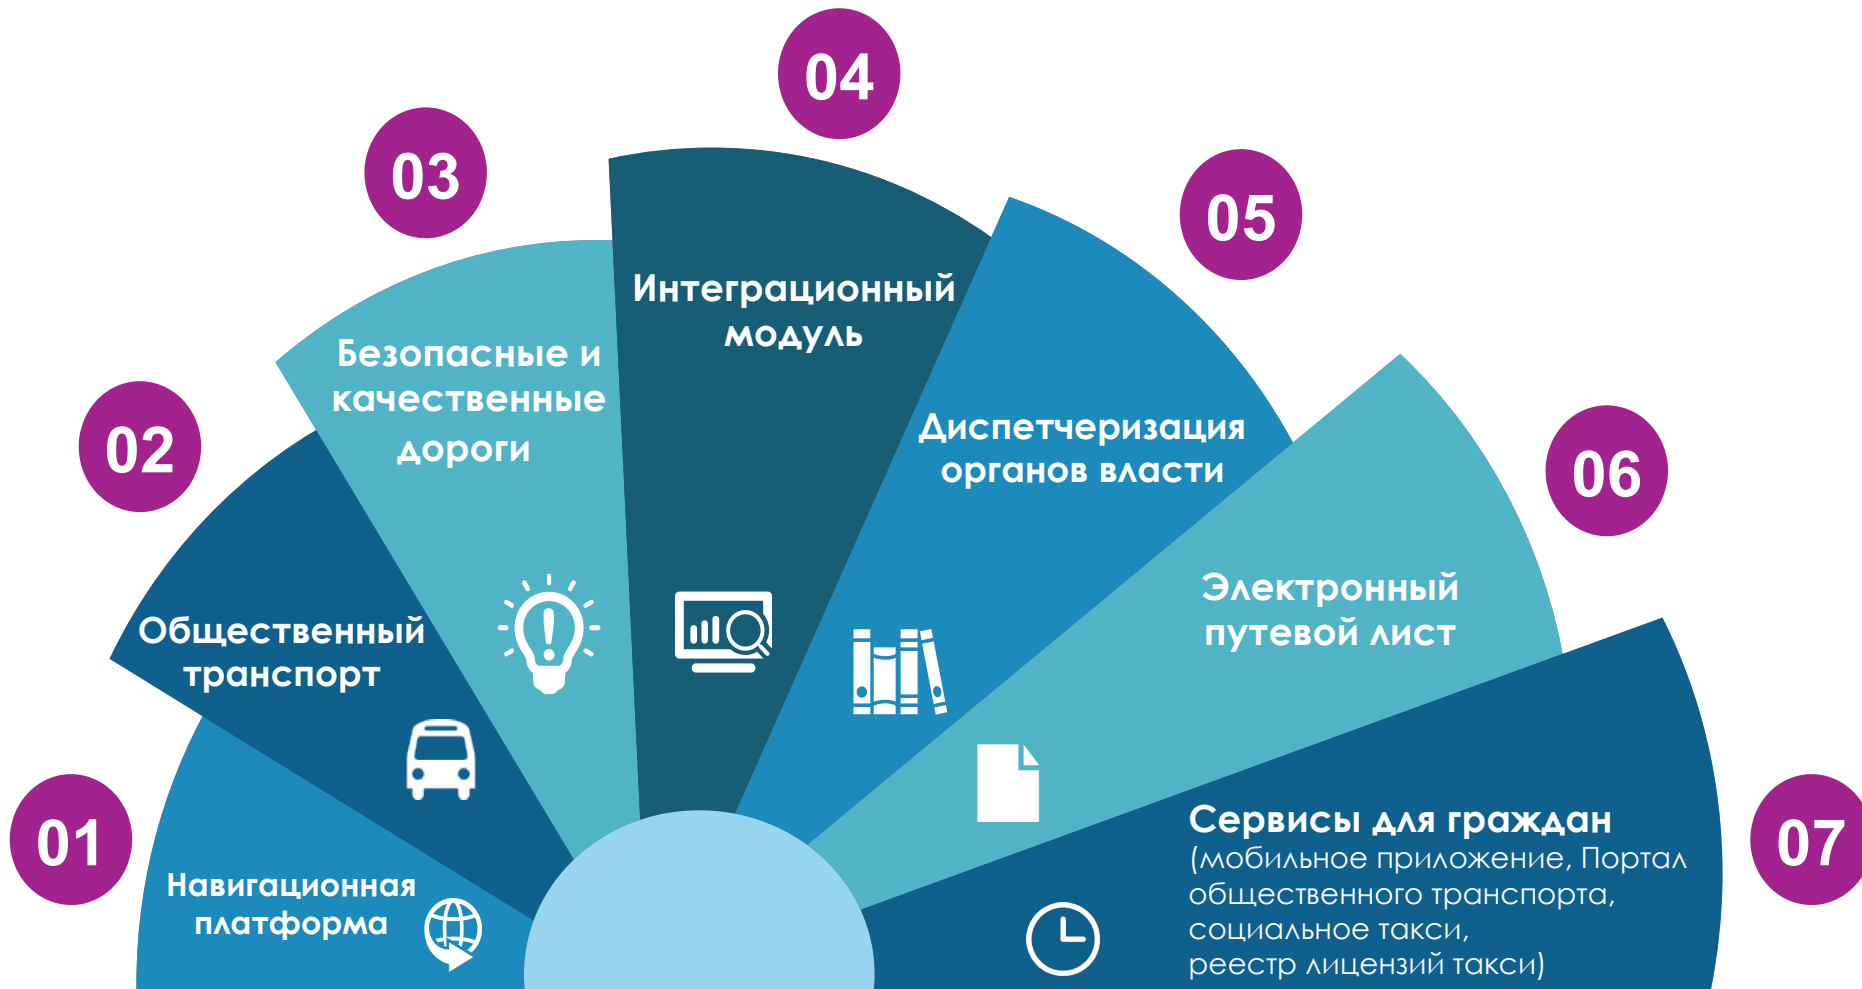 01
Навигационная
платформа
02
Общественный
транспорт
03
Безопасные и
качественные
дороги
04
Интеграционный
модуль
05
Диспетчеризация
органов власти
06
Электронный
путевой лист
07
Сервисы для граждан
(мобильное приложение, Портал
общественного транспорта,
социальное такси,
реестр лицензий такси)